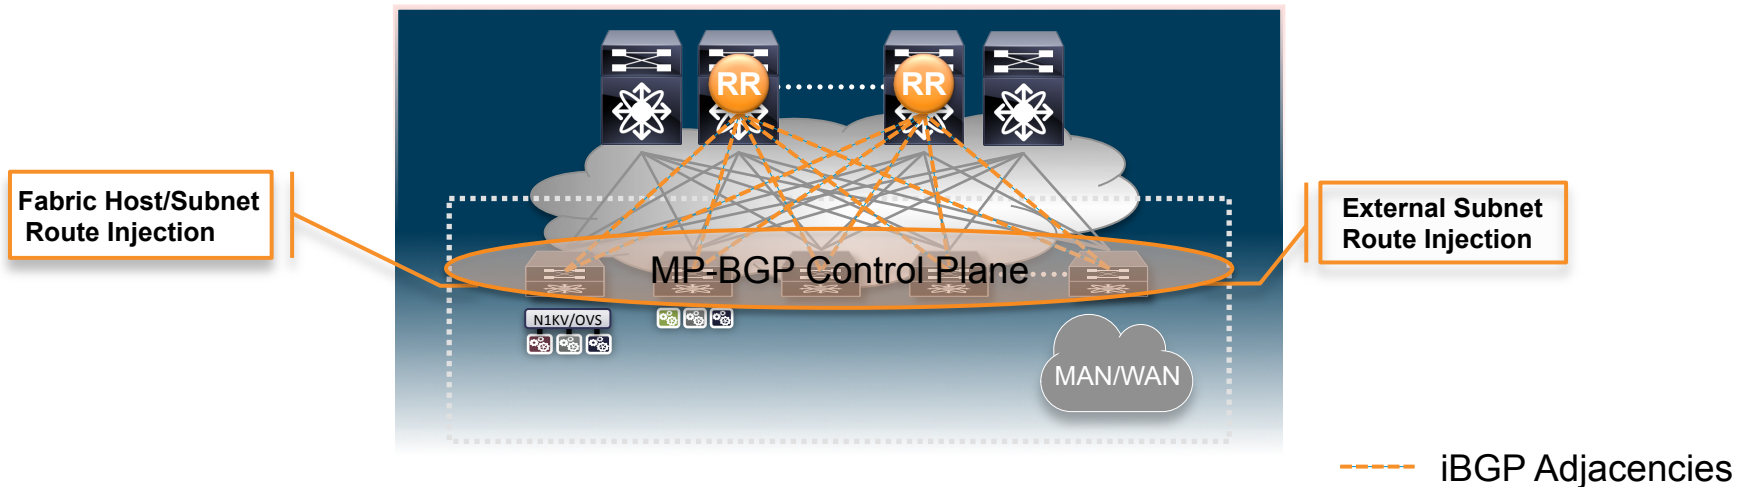 RR
RR
Fabric Host/Subnet
Route Injection
External Subnet
Route Injection
MP-BGP Control Plane
N1KV/OVS
MAN/WAN
iBGP Adjacencies